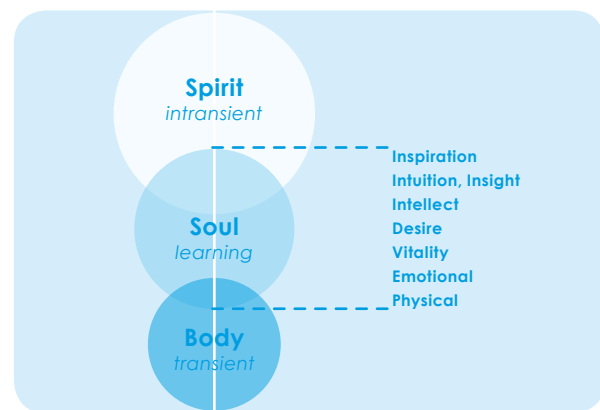 Spirit
intransient
Inspiration
Intuition, Insight
Intellect
Desire
Vitality
Emotional
Physical
Soul
learning
Body
transient